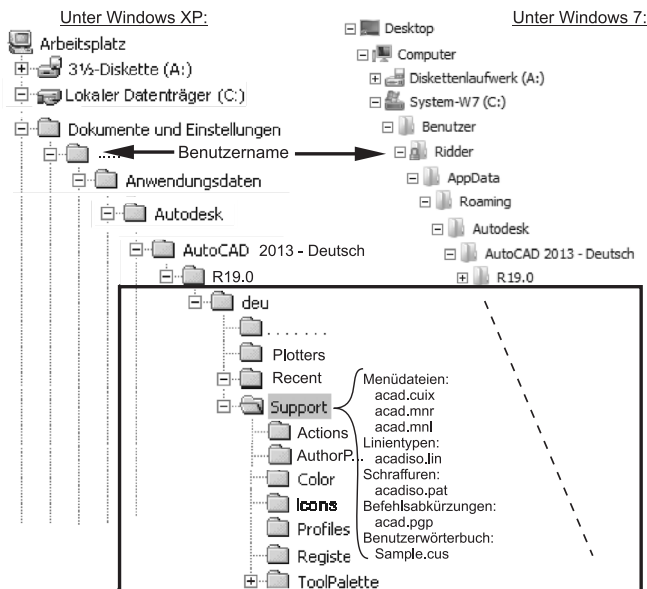 Unter Windows XP:
Arbeitsplatz
3½-Diskette (A:)
Lokaler Datenträger (C:)
Dokumente und Einstellungen
.....
Benutzername
Anwendungsdaten
Autodesk
AutoCAD 2013 - Deutsch
R19.0
Unter Windows 7:
Desktop
Computer
Diskettenlaufwerk (A:)
System-W7 (C:)
Benutzer
Ridder
AppData
Roaming
Autodesk
AutoCAD 2013 - Deutsch
R19.0
deu
. . . . . . .
Plotters
Recent
Support
Actions
AuthorP...
Color
Icons
Profiles
Registe
ToolPalette
Menüdateien:
acad.cuix
acad.mnr
acad.mnl
Linientypen:
acadiso.lin
Schraffuren:
acadiso.pat
Befehlsabkürzungen:
acad.pgp
Benutzerwörterbuch:
Sample.cus